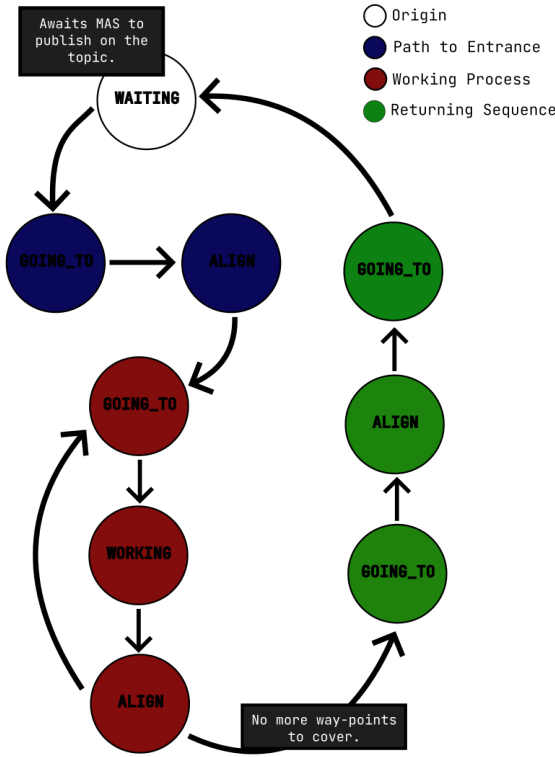 Awaits MAS to
publish on the
topic.
WAITING
Origin
Path to Entrance
Working Process
Returning Sequence
GOING_TO
ALIGN
GOING_TO
GOING_TO
ALIGN
WORKING
GOING_TO
ALIGN
No more way-points
to cover.